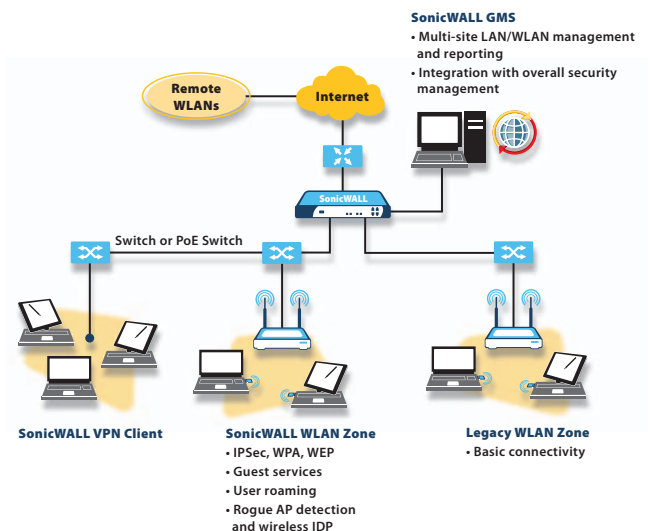 SonicWALL GMS
• Multi-site LAN/WLAN management
and reporting
• Integration with overall security
management
Remote
WLANs
Internet
SonicWALL
Switch or PoE Switch
SonicWALL VPN Client
SonicWALL WLAN Zone
• IPSec, WPA, WEP
• Guest services
• User roaming
• Rogue AP detection
and wireless IDP
Legacy WLAN Zone
• Basic connectivity